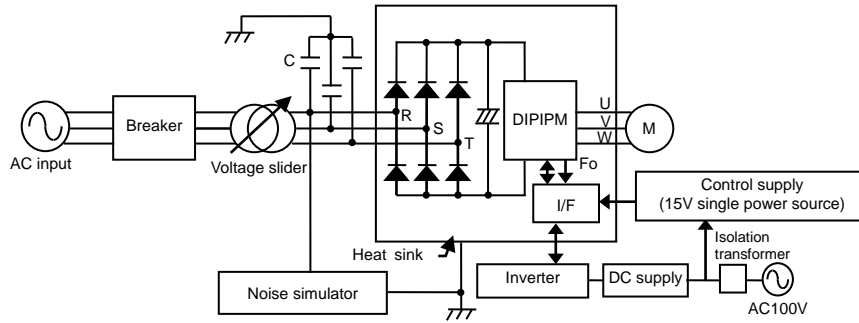 C
R
S
T
AC input
Breaker
Voltage slider
DIPIPM
U
V
W
M
Fo
I/F
Control supply
(15V single power source)
Heat sink
Isolation
transformer
Noise simulator
Inverter
DC supply
AC100V